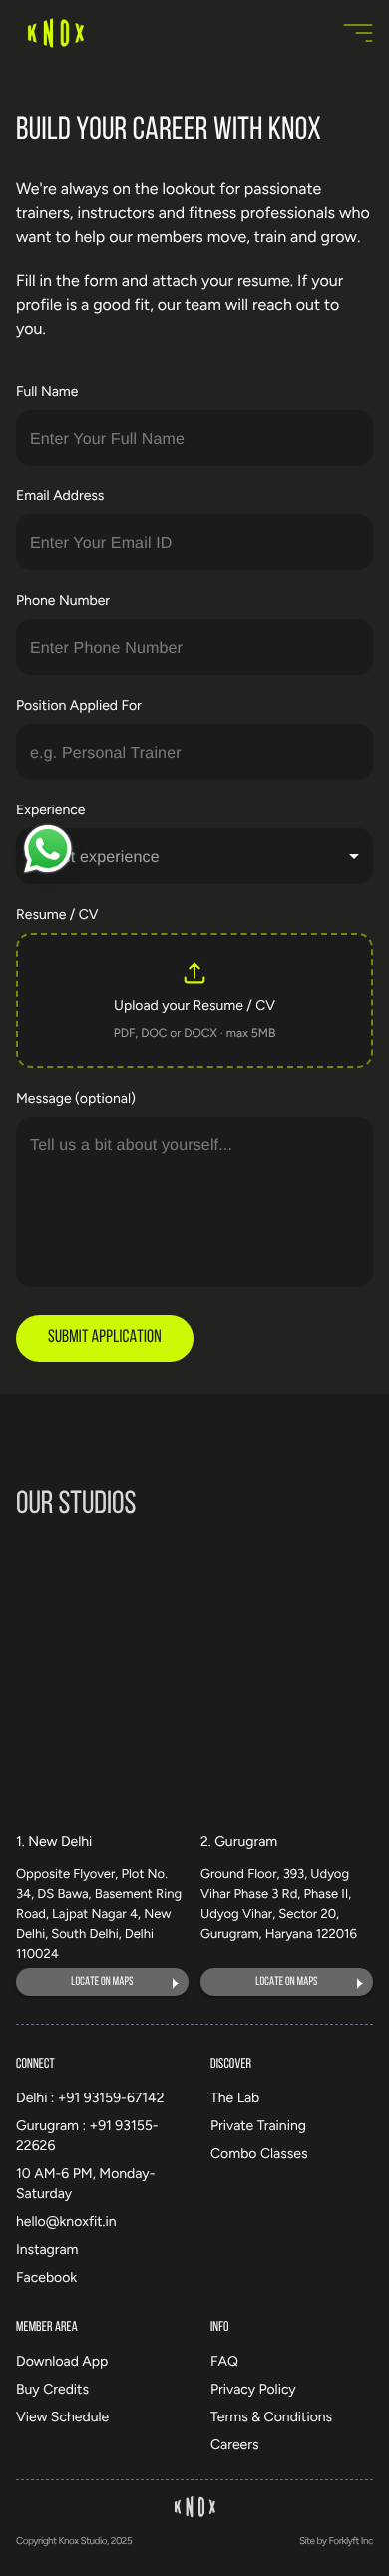 KNOX
BUILD YOUR CAREER WITH KNOX
We're always on the lookout for passionate
trainers, instructors and fitness professionals who
want to help our members move, train and grow.
Fill in the form and attach your resume. If your
profile is a good fit, our team will reach out to
you.
Full Name
Enter Your Full Name
Email Address
Enter Your Email ID
Phone Number
Enter Phone Number
Position Applied For
e.g. Personal Trainer
Experience
t experience
Resume / CV
Upload your Resume / CV
PDF, DOC or DOCX · max 5MB
Message (optional)
Tell us a bit about yourself...
SUBMIT APPLICATION
OUR STUDIOS
1. New Delhi
Opposite Flyover, Plot No.
34, DS Bawa, Basement Ring
Road, Lajpat Nagar 4, New
Delhi, South Delhi, Delhi
110024
LOCATE ON MAPS
2. Gurugram
Ground Floor, 393, Udyog
Vihar Phase 3 Rd, Phase II,
Udyog Vihar, Sector 20,
Gurugram, Haryana 122016
LOCATE ON MAPS
CONNECT
Delhi : +91 93159-67142
Gurugram : +91 93155-
22626
10 AM-6 PM, Monday-
Saturday
hello@knoxfit.in
Instagram
Facebook
DISCOVER
The Lab
Private Training
Combo Classes
MEMBER AREA
Download App
Buy Credits
View Schedule
INFO
FAQ
Privacy Policy
Terms & Conditions
Careers
KNOX
Copyright Knox Studio, 2025
Site by Forklyft Inc